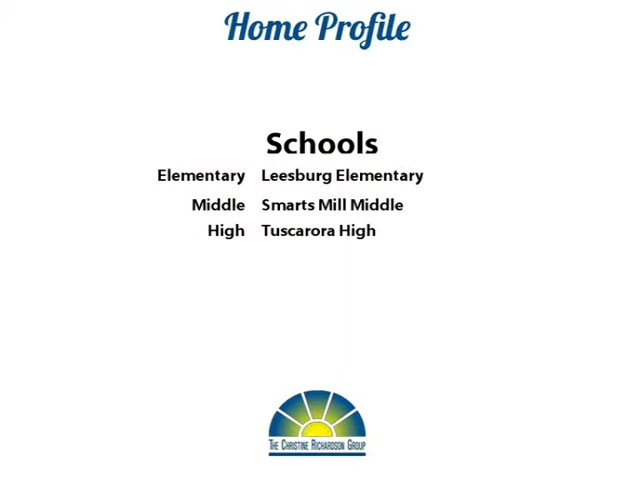 Home Profile
Schools
Elementary Leesburg Elementary
Middle Smarts Mill Middle
High Tuscarora High
The Christine Richardson Group